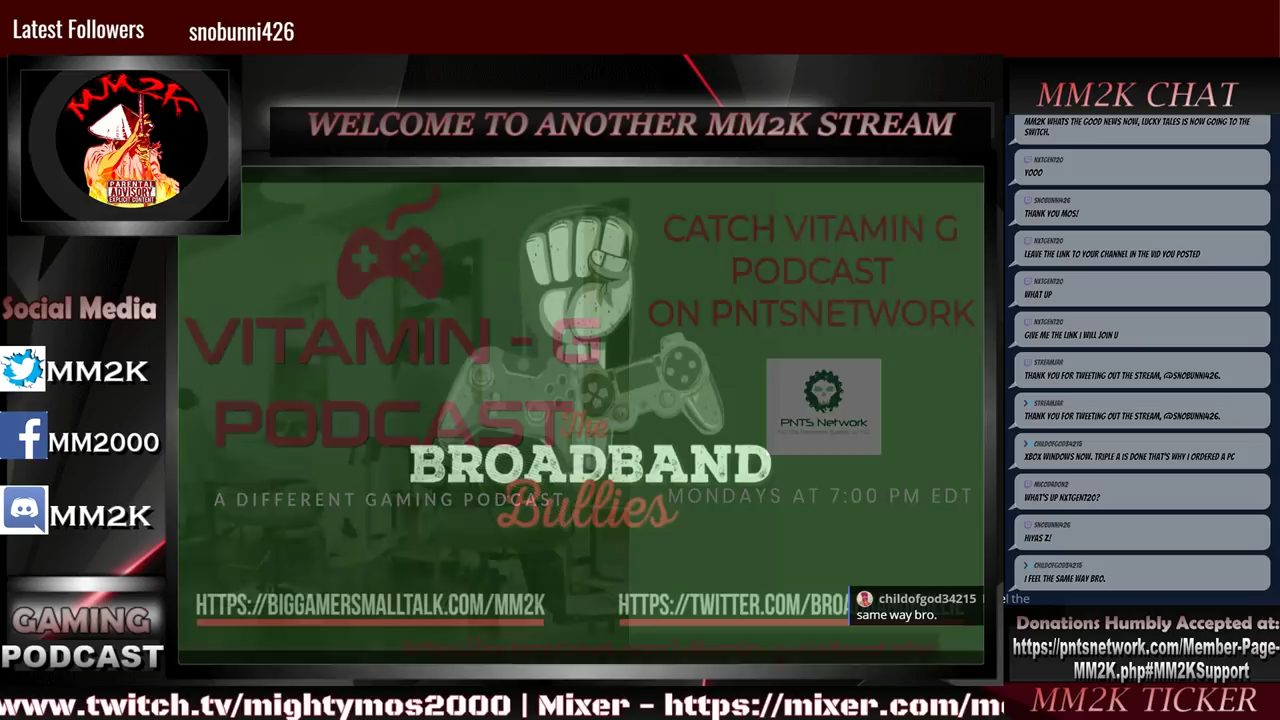 Latest Followers
snobunni426
MM2K
PARENTAL
ADVISORY
EXPLICIT CONTENT
WELCOME TO ANOTHER MM2K STREAM
Social Media
MM2K
MM2000
MM2K
GAMING
PODCAST
VITAMIN - G
PODCAST
A DIFFERENT GAMING PODCAST
CATCH VITAMIN G
PODCAST
ON PNTSNETWORK
PNTS Network
The
BROADBAND
Bullies
MONDAYS AT 7:00 PM EDT
HTTPS://BIGGAMERSMALLTALK.COM/MM2K
HTTPS://TWITTER.COM/BROA
childofgod34215
same way bro.
MM2K CHAT
MM2K WHATS THE GOOD NEWS NOW, LUCKY TALES IS NOW GOING TO THE
SWITCH.
NXTGEN720
YOOO
SNOBUNNI426
THANK YOU MOS!
NXTGEN720
LEAVE THE LINK TO YOUR CHANNEL IN THE VID YOU POSTED
NXTGEN720
WHAT UP
NXTGEN720
GIVE ME THE LINK I WILL JOIN U
STREAMJAR
THANK YOU FOR TWEETING OUT THE STREAM, @SNOBUNNI426.
STREAMJAR
THANK YOU FOR TWEETING OUT THE STREAM, @SNOBUNNI426.
CHILDOFGOD34215
XBOX WINDOWS NOW. TRIPLE A IS DONE THAT'S WHY I ORDERED A PC
MICCDADON2
WHAT'S UP NXTGEN720?
SNOBUNNI426
HIYAS Z!
CHILDOFGOD34215
I FEEL THE SAME WAY BRO.
Donations Humbly Accepted at:
https://pntsnetwork.com/Member-Page-
MM2K.php#MM2KSupport
MM2K TICKER
www.twitch.tv/mightymos2000 | Mixer - https://mixer.com/m